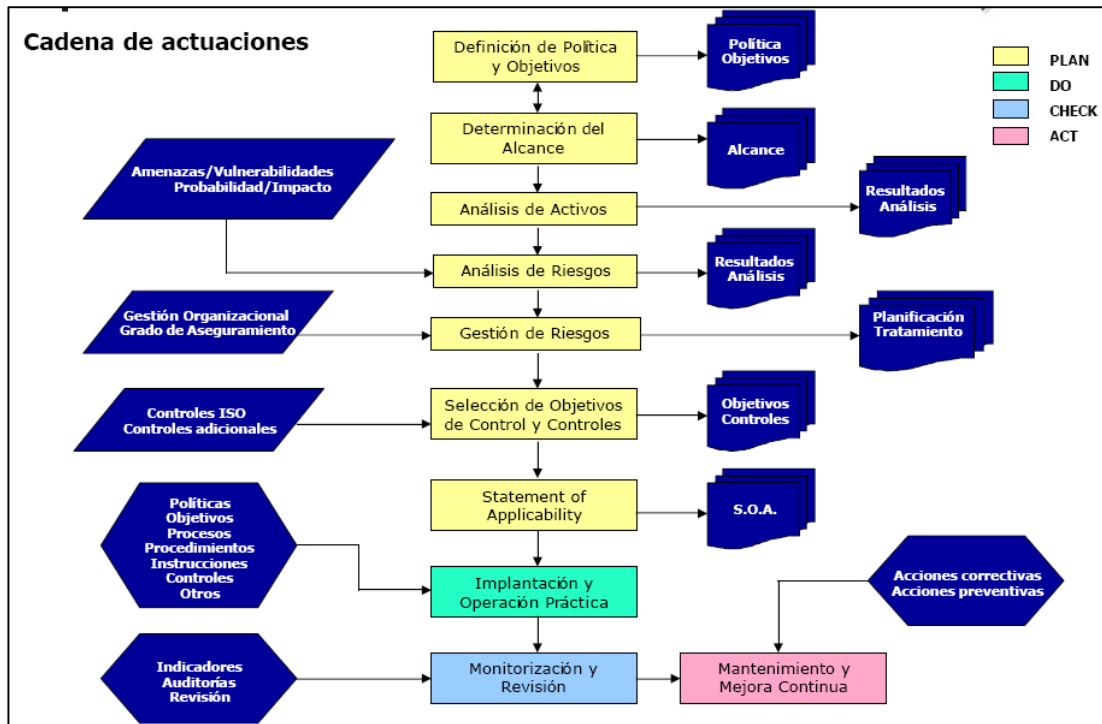 Cadena de actuaciones
Definición de Política
y Objetivos
Política
Objetivos
PLAN
DO
CHECK
ACT
Determinación del
Alcance
Alcance
Amenazas/Vulnerabilidades
Probabilidad/Impacto
Análisis de Activos
Resultados
Análisis
Análisis de Riesgos
Resultados
Análisis
Gestión Organizacional
Grado de Aseguramiento
Gestión de Riesgos
Planificación
Tratamiento
Controles ISO
Controles adicionales
Selección de Objetivos
de Control y Controles
Objetivos
Controles
Statement of
Applicability
S.O.A.
Políticas
Objetivos
Procesos
Procedimientos
Instrucciones
Controles
Otros
Implantación y
Operación Práctica
Acciones correctivas
Acciones preventivas
Indicadores
Auditorías
Revisión
Monitorización y
Revisión
Mantenimiento y
Mejora Continua